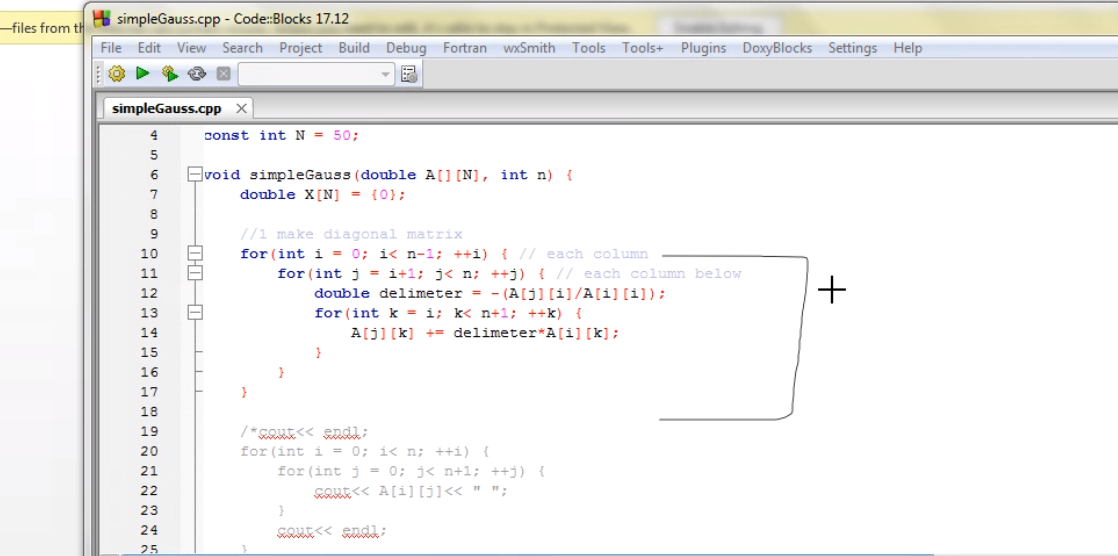 simpleGauss.cpp - Code::Blocks 17.12
—files from th
File Edit View Search Project Build Debug Fortran wxSmith Tools Tools+ Plugins DoxyBlocks Settings Help
simpleGauss.cpp
4 const int N = 50;
5
6 void simpleGauss(double A[][N], int n) {
7 double X[N] = {0};
8
9 //1 make diagonal matrix
10 for(int i = 0; i< n-1; ++i) { // each column
11 for(int j = i+1; j< n; ++j) { // each column below
12 double delimeter = -(A[j][i]/A[i][i]);
13 for(int k = i; k< n+1; ++k) {
14 A[j][k] += delimeter*A[i][k];
15 }
16 }
17 }
18
19 /*cout<< endl;
20 for(int i = 0; i< n; ++i) {
21 for(int j = 0; j< n+1; ++j) {
22 cout<< A[i][j]<< " ";
23 }
24 cout<< endl;
25 }